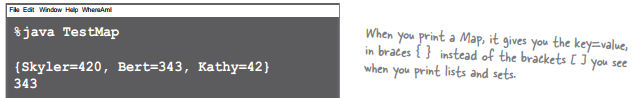 File Edit Window Help WhereAmI
%java TestMap
{Skyler=420, Bert=343, Kathy=42}
343
When you print a Map, it gives you the key=value,
in braces { } instead of the brackets [ ] you see
when you print lists and sets.